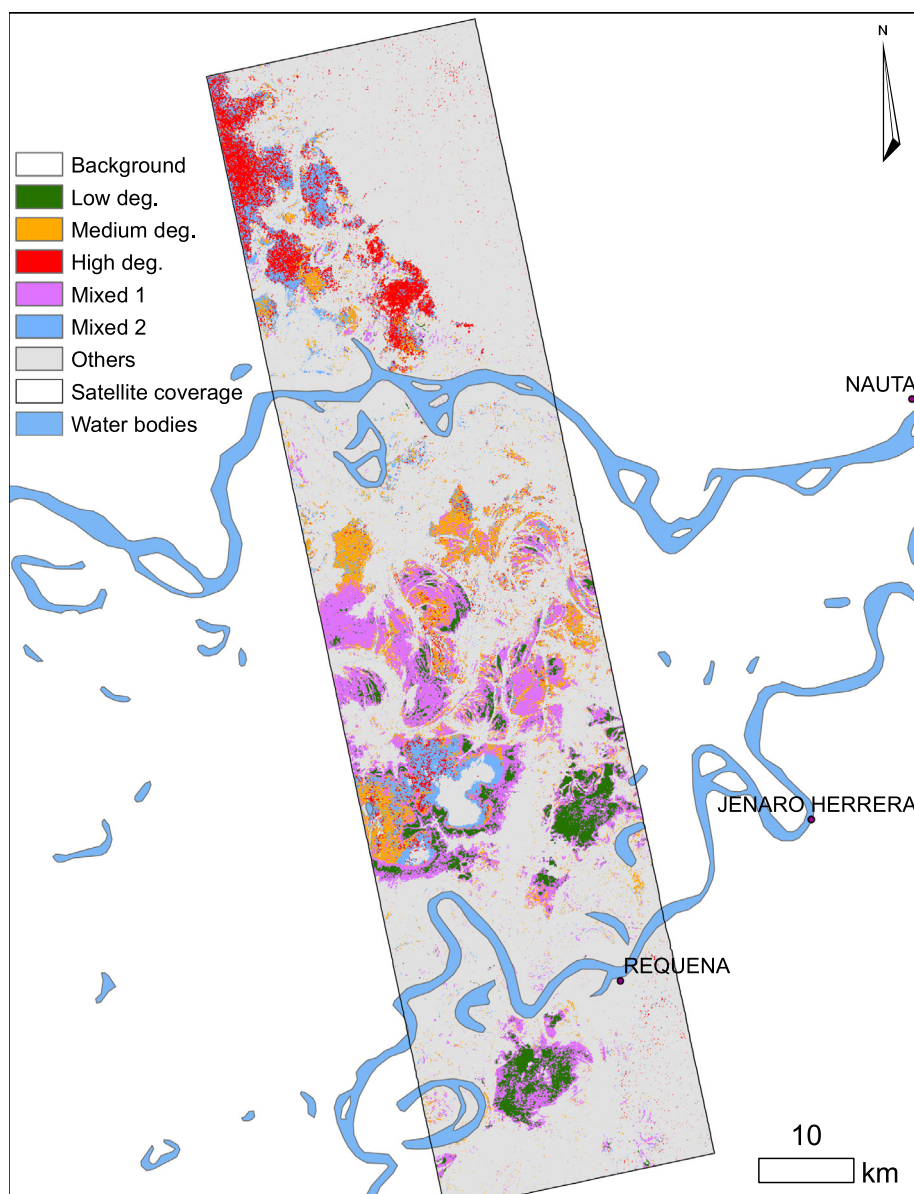 N
Background
Low deg.
Medium deg.
High deg.
Mixed 1
Mixed 2
Others
Satellite coverage
Water bodies
NAUTA
JENARO HERRERA
REQUENA
10
km